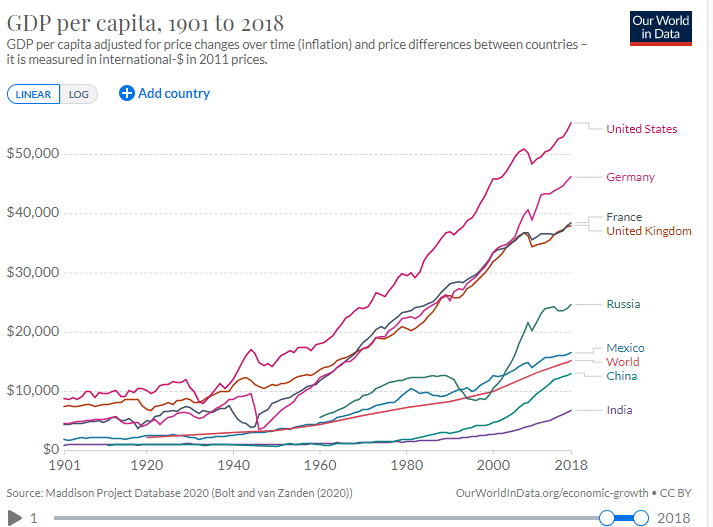 GDP per capita, 1901 to 2018
Our World
in Data
GDP per capita adjusted for price changes over time (inflation) and price differences between countries –
it is measured in international-$ in 2011 prices.
LINEAR LOG
Add country
United States
$50,000
Germany
$40,000
France
United Kingdom
$30,000
Russia
$20,000
Mexico
World
China
$10,000
India
$0
1901 1920 1940 1960 1980 2000 2018
Source: Maddison Project Database 2020 (Bolt and van Zanden (2020)) OurWorldInData.org/economic-growth • CC BY
1 2018